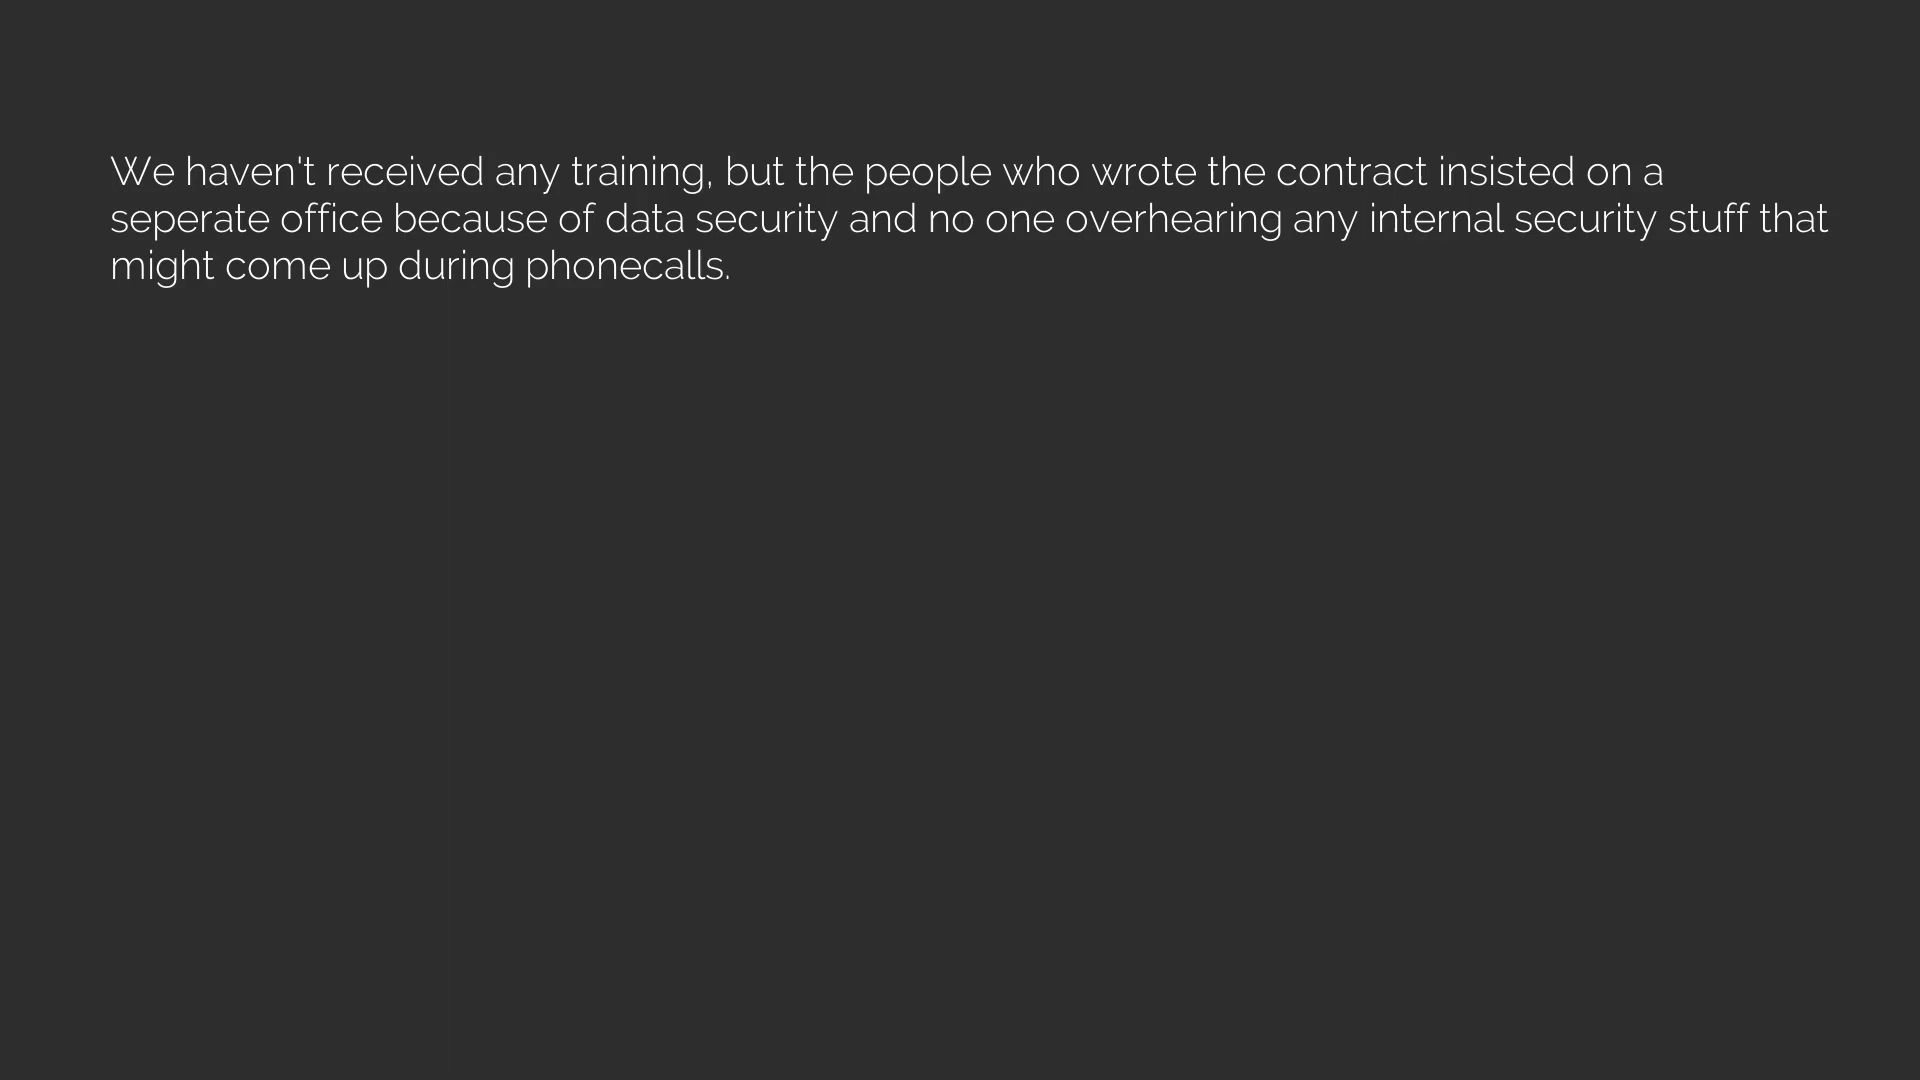 We haven't received any training, but the people who wrote the contract insisted on a
seperate office because of data security and no one overhearing any internal security stuff that
might come up during phonecalls.